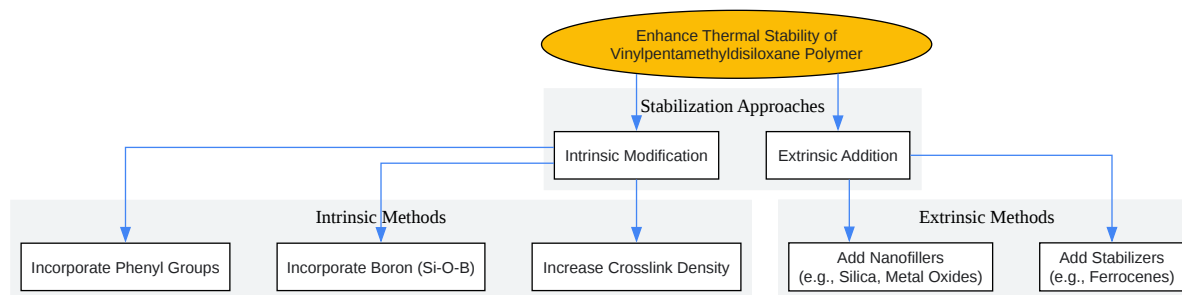 Enhance Thermal Stability of
Vinylpentamethyldisiloxane Polymer
Stabilization Approaches
Intrinsic Modification
Extrinsic Addition
Intrinsic Methods
Extrinsic Methods
Incorporate Phenyl Groups
Incorporate Boron (Si-O-B)
Increase Crosslink Density
Add Nanofillers
(e.g., Silica, Metal Oxides)
Add Stabilizers
(e.g., Ferrocenes)